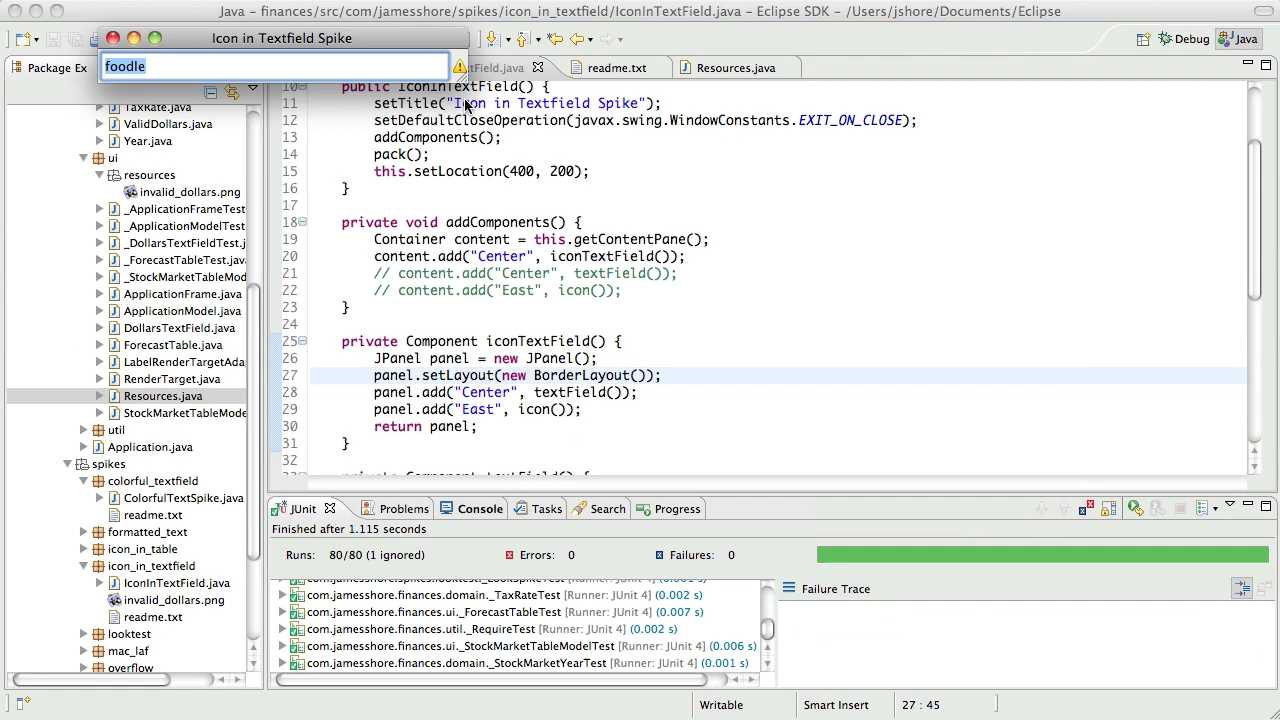 Java – finances/src/com/jamesshore/spikes/icon_in_textfield/IconInTextField.java – Eclipse SDK – /Users/jshore/Documents/Eclipse
Icon in Textfield Spike
foodle
Debug
Java
Package Ex
Field.java
readme.txt
Resources.java
TaxRate.java
ValidDollars.java
Year.java
ui
resources
invalid_dollars.png
_ApplicationFrameTest
_ApplicationModelTest
_DollarsTextFieldTest.j
_ForecastTableTest.jav
_StockMarketTableMod
ApplicationFrame.java
ApplicationModel.java
DollarsTextField.java
ForecastTable.java
LabelRenderTargetAda
RenderTarget.java
Resources.java
StockMarketTableMode
util
Application.java
spikes
colorful_textfield
ColorfulTextSpike.java
readme.txt
formatted_text
icon_in_table
icon_in_textfield
IconInTextField.java
invalid_dollars.png
readme.txt
looktest
mac_laf
overflow
10 public IconInTextField() {
11 setTitle("Icon in Textfield Spike");
12 setDefaultCloseOperation(javax.swing.WindowConstants.EXIT_ON_CLOSE);
13 addComponents();
14 pack();
15 this.setLocation(400, 200);
16 }
17
18 private void addComponents() {
19 Container content = this.getContentPane();
20 content.add("Center", iconTextField());
21 // content.add("Center", textField());
22 // content.add("East", icon());
23 }
24
25 private Component iconTextField() {
26 JPanel panel = new JPanel();
27 panel.setLayout(new BorderLayout());
28 panel.add("Center", textField());
29 panel.add("East", icon());
30 return panel;
31 }
32
private Component textField() {
JUnit
Problems
Console
Tasks
Search
Progress
Finished after 1.115 seconds
Runs: 80/80 (1 ignored)
Errors: 0
Failures: 0
com.jamesshore.finances.domain._TaxRateTest [Runner: JUnit 4] (0.002 s)
com.jamesshore.finances.ui._ForecastTableTest [Runner: JUnit 4] (0.007 s)
com.jamesshore.finances.util._RequireTest [Runner: JUnit 4] (0.002 s)
com.jamesshore.finances.ui._StockMarketTableModelTest [Runner: JUnit 4] (0.006 s)
com.jamesshore.finances.domain._StockMarketYearTest [Runner: JUnit 4] (0.001 s)
Failure Trace
Writable
Smart Insert
27 : 45